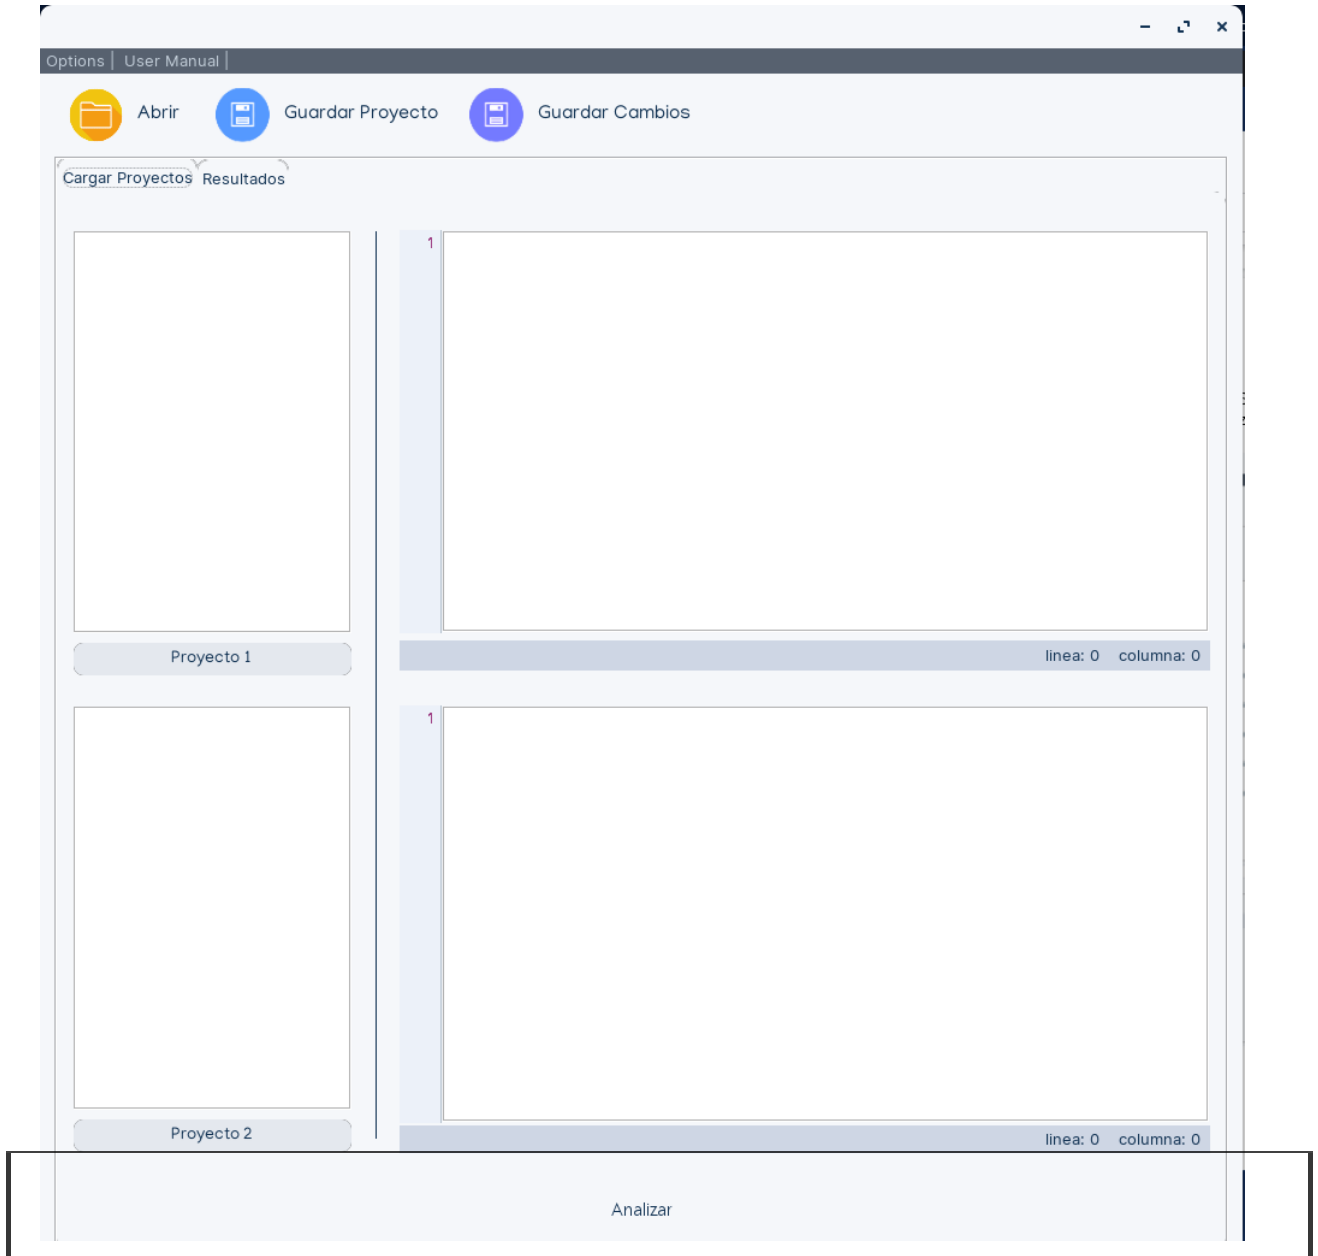 Options | User Manual |
Abrir Guardar Proyecto Guardar Cambios
Cargar Proyectos Resultados
1
Proyecto 1
linea: 0 columna: 0
1
Proyecto 2
linea: 0 columna: 0
Analizar